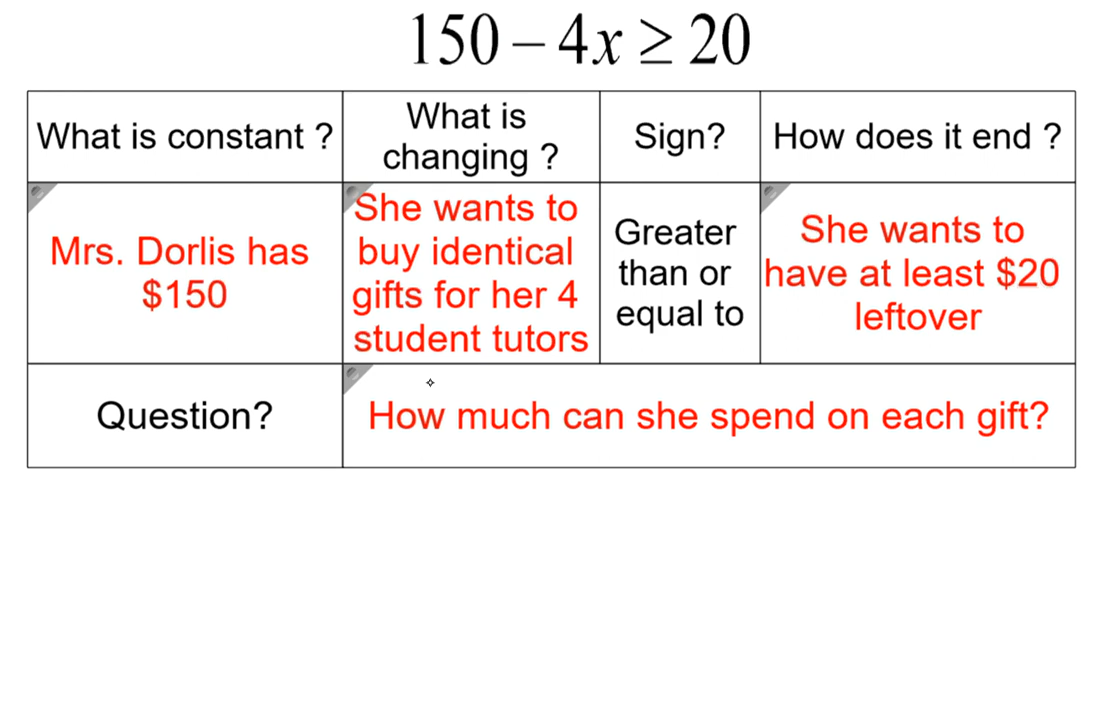 150 – 4x ≥ 20
What is constant ?
What is
changing ?
Sign?
How does it end ?
Mrs. Dorlis has
$150
She wants to
buy identical
gifts for her 4
student tutors
Greater
than or
equal to
She wants to
have at least $20
leftover
Question?
How much can she spend on each gift?